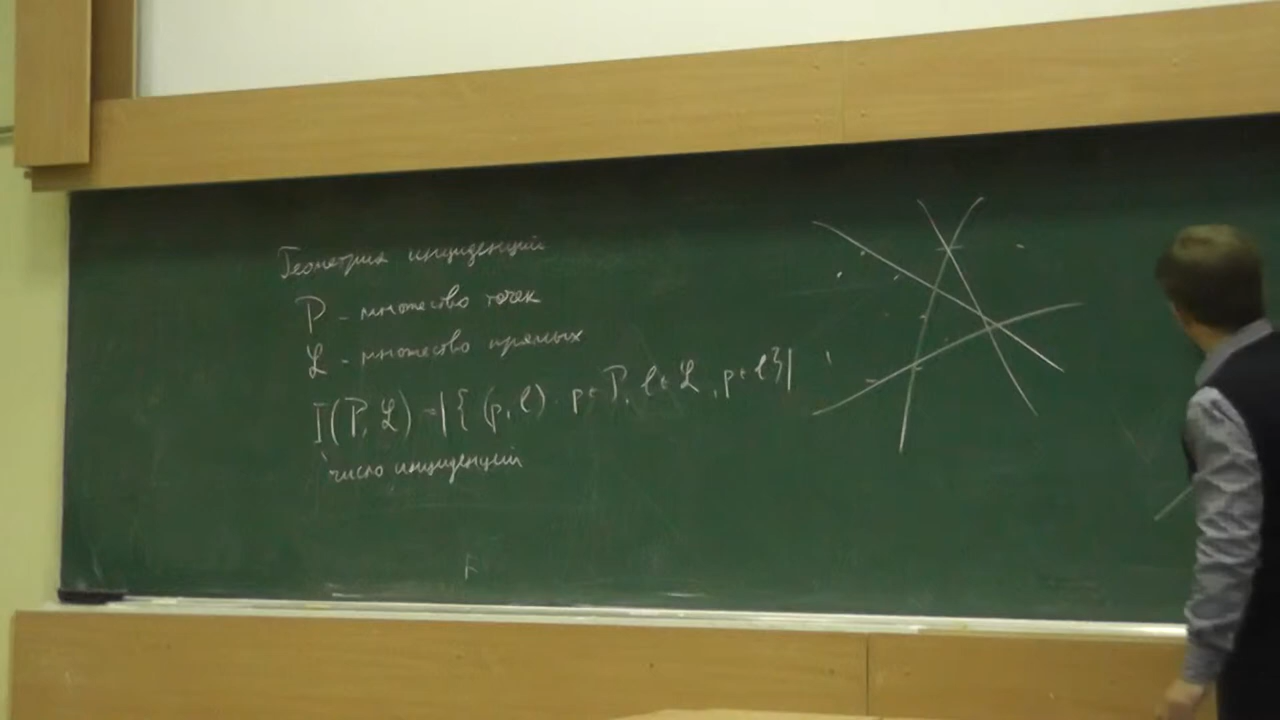 Геометрия инциденций
P - множество точек
ℒ - множество прямых
I(P, ℒ) = |{(p, l) : p ∈ P, l ∈ ℒ, p ∈ l}|
число инциденций